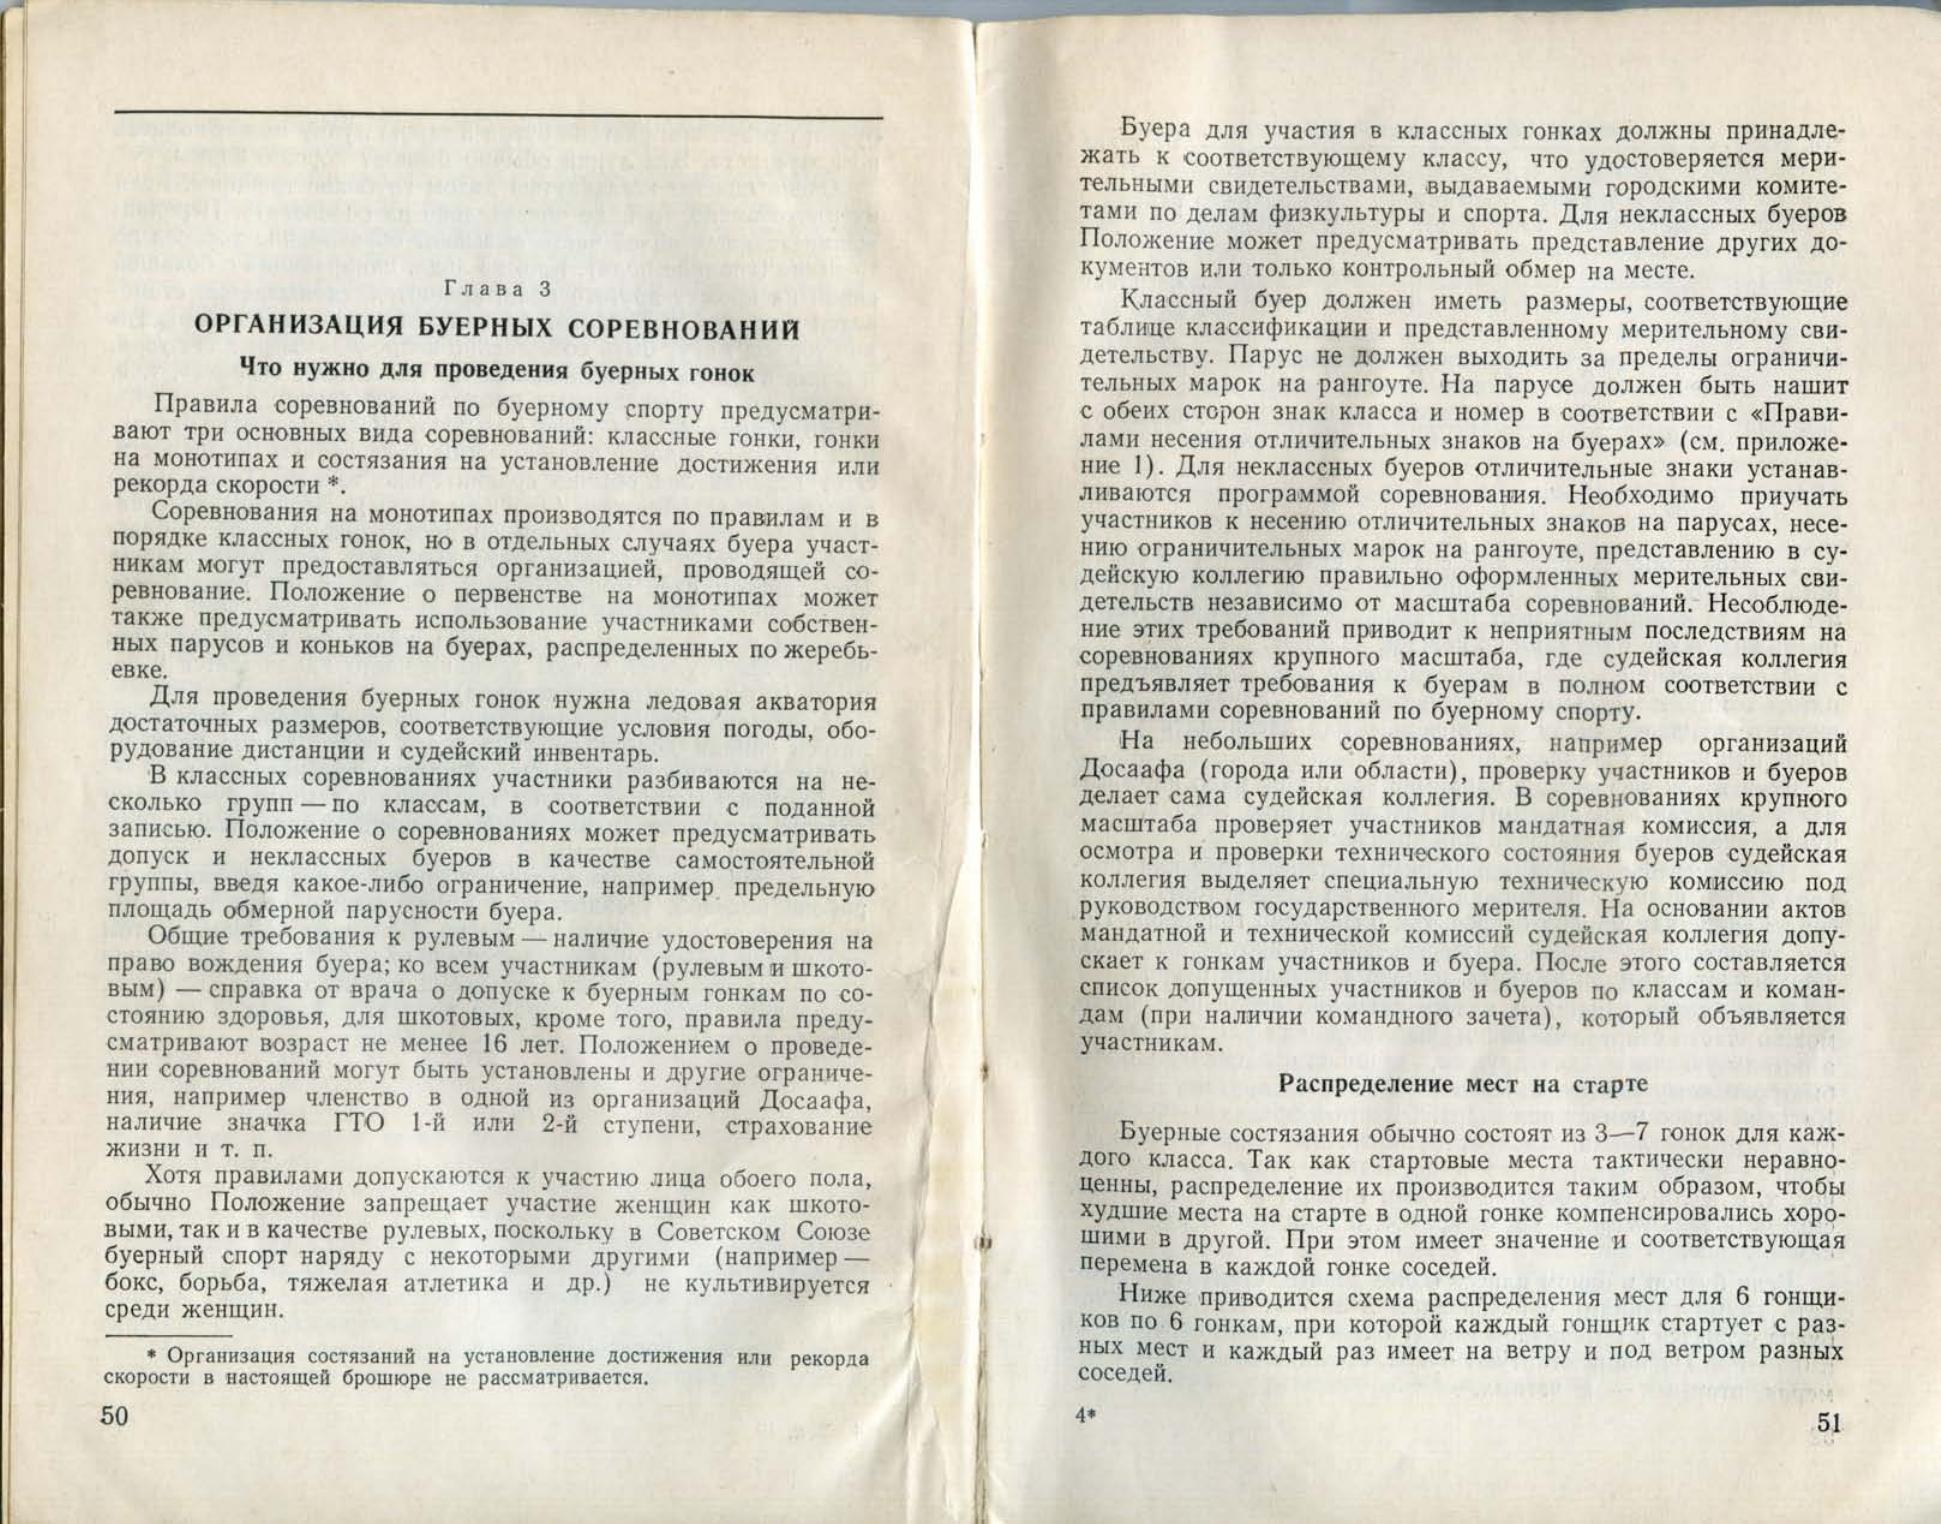 Глава 3
ОРГАНИЗАЦИЯ БУЕРНЫХ СОРЕВНОВАНИЙ
Что нужно для проведения буерных гонок
Правила соревнований по буерному спорту предусматри-
вают три основных вида соревнований: классные гонки, гонки
на монотипах и состязания на установление достижения или
рекорда скорости *.
Соревнования на монотипах производятся по правилам и в
порядке классных гонок, но в отдельных случаях буера участ-
никам могут предоставляться организацией, проводящей со-
ревнование. Положение о первенстве на монотипах может
также предусматривать использование участниками собствен-
ных парусов и коньков на буерах, распределенных по жеребь-
евке.
Для проведения буерных гонок нужна ледовая акватория
достаточных размеров, соответствующие условия погоды, обо-
рудование дистанции и судейский инвентарь.
В классных соревнованиях участники разбиваются на не-
сколько групп — по классам, в соответствии с поданной
записью. Положение о соревнованиях может предусматривать
допуск и неклассных буеров в качестве самостоятельной
группы, введя какое-либо ограничение, например предельную
площадь обмерной парусности буера.
Общие требования к рулевым — наличие удостоверения на
право вождения буера; ко всем участникам (рулевым и шкото-
вым) — справка от врача о допуске к буерным гонкам по со-
стоянию здоровья, для шкотовых, кроме того, правила преду-
сматривают возраст не менее 16 лет. Положением о проведе-
нии соревнований могут быть установлены и другие ограниче-
ния, например членство в одной из организаций Досаафа,
наличие значка ГТО 1-й или 2-й ступени, страхование
жизни и т. п.
Хотя правилами допускаются к участию лица обоего пола,
обычно Положение запрещает участие женщин как шкото-
выми, так и в качестве рулевых, поскольку в Советском Союзе
буерный спорт наряду с некоторыми другими (например —
бокс, борьба, тяжелая атлетика и др.) не культивируется
среди женщин.
* Организация состязаний на установление достижения или рекорда
скорости в настоящей брошюре не рассматривается.
50
Буера для участия в классных гонках должны принадле-
жать к соответствующему классу, что удостоверяется мери-
тельными свидетельствами, выдаваемыми городскими комите-
тами по делам физкультуры и спорта. Для неклассных буеров
Положение может предусматривать представление других до-
кументов или только контрольный обмер на месте.
Классный буер должен иметь размеры, соответствующие
таблице классификации и представленному мерительному сви-
детельству. Парус не должен выходить за пределы ограничи-
тельных марок на рангоуте. На парусе должен быть нашит
с обеих сторон знак класса и номер в соответствии с «Прави-
лами несения отличительных знаков на буерах» (см. приложе-
ние 1). Для неклассных буеров отличительные знаки устанав-
ливаются программой соревнования. Необходимо приучать
участников к несению отличительных знаков на парусах, несе-
нию ограничительных марок на рангоуте, представлению в су-
дейскую коллегию правильно оформленных мерительных сви-
детельств независимо от масштаба соревнований. Несоблюде-
ние этих требований приводит к неприятным последствиям на
соревнованиях крупного масштаба, где судейская коллегия
предъявляет требования к буерам в полном соответствии с
правилами соревнований по буерному спорту.
На небольших соревнованиях, например организаций
Досаафа (города или области), проверку участников и буеров
делает сама судейская коллегия. В соревнованиях крупного
масштаба проверяет участников мандатная комиссия, а для
осмотра и проверки технического состояния буеров судейская
коллегия выделяет специальную техническую комиссию под
руководством государственного мерителя. На основании актов
мандатной и технической комиссий судейская коллегия допу-
скает к гонкам участников и буера. После этого составляется
список допущенных участников и буеров по классам и коман-
дам (при наличии командного зачета), который объявляется
участникам.
Распределение мест на старте
Буерные состязания обычно состоят из 3—7 гонок для каж-
дого класса. Так как стартовые места тактически неравно-
ценны, распределение их производится таким образом, чтобы
худшие места на старте в одной гонке компенсировались хоро-
шими в другой. При этом имеет значение и соответствующая
перемена в каждой гонке соседей.
Ниже приводится схема распределения мест для 6 гонщи-
ков по 6 гонкам, при которой каждый гонщик стартует с раз-
ных мест и каждый раз имеет на ветру и под ветром разных
соседей.
4*
51